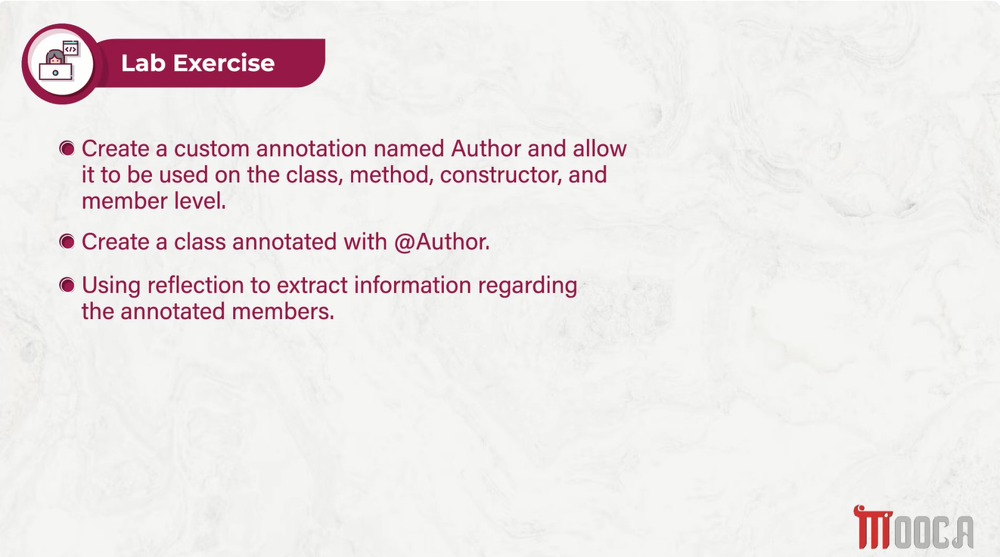 Lab Exercise
Create a custom annotation named Author and allow
it to be used on the class, method, constructor, and
member level.
Create a class annotated with @Author.
Using reflection to extract information regarding
the annotated members.
MOOCA